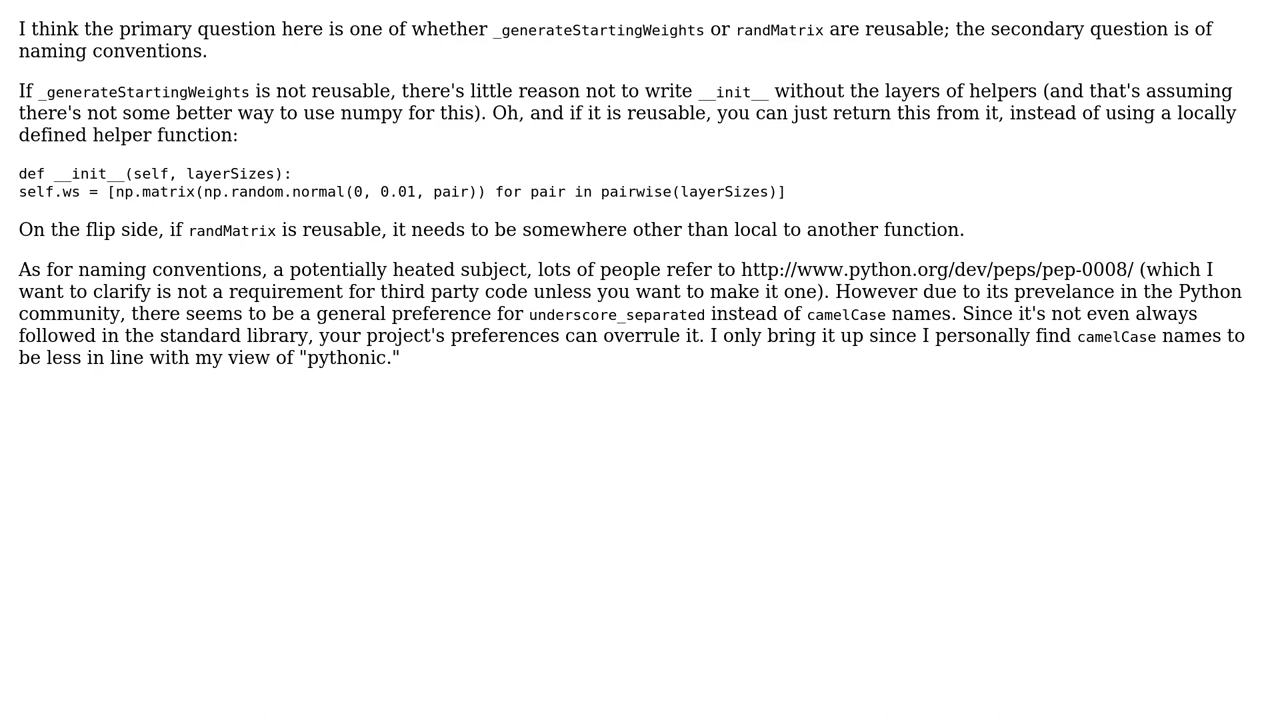 I think the primary question here is one of whether _generateStartingWeights or randMatrix are reusable; the secondary question is of
naming conventions.
If _generateStartingWeights is not reusable, there's little reason not to write __init__ without the layers of helpers (and that's assuming
there's not some better way to use numpy for this). Oh, and if it is reusable, you can just return this from it, instead of using a locally
defined helper function:
def __init__(self, layerSizes):
self.ws = [np.matrix(np.random.normal(0, 0.01, pair)) for pair in pairwise(layerSizes)]
On the flip side, if randMatrix is reusable, it needs to be somewhere other than local to another function.
As for naming conventions, a potentially heated subject, lots of people refer to http://www.python.org/dev/peps/pep-0008/ (which I
want to clarify is not a requirement for third party code unless you want to make it one). However due to its prevelance in the Python
community, there seems to be a general preference for underscore_separated instead of camelCase names. Since it's not even always
followed in the standard library, your project's preferences can overrule it. I only bring it up since I personally find camelCase names to
be less in line with my view of "pythonic."